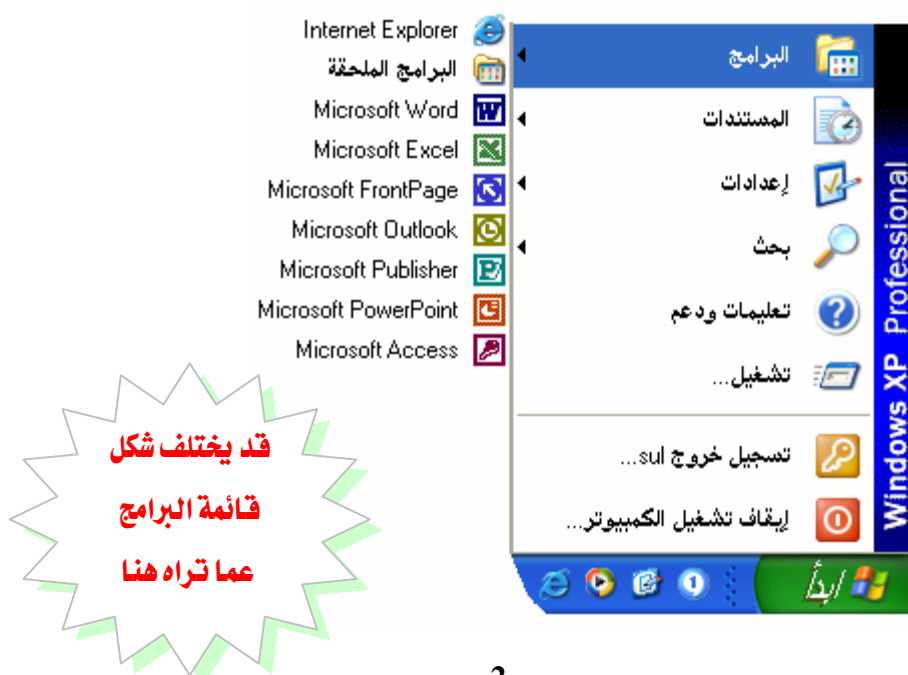 البرامج
المستندات
إعدادات
بحث
تعليمات ودعم
تشغيل...
تسجيل خروج sul...
إيقاف تشغيل الكمبيوتر...
Windows XP Professional
ابدأ
Internet Explorer
البرامج الملحقة
Microsoft Word
Microsoft Excel
Microsoft FrontPage
Microsoft Outlook
Microsoft Publisher
Microsoft PowerPoint
Microsoft Access
قد يختلف شكل
قائمة البرامج
عما تراه هنا